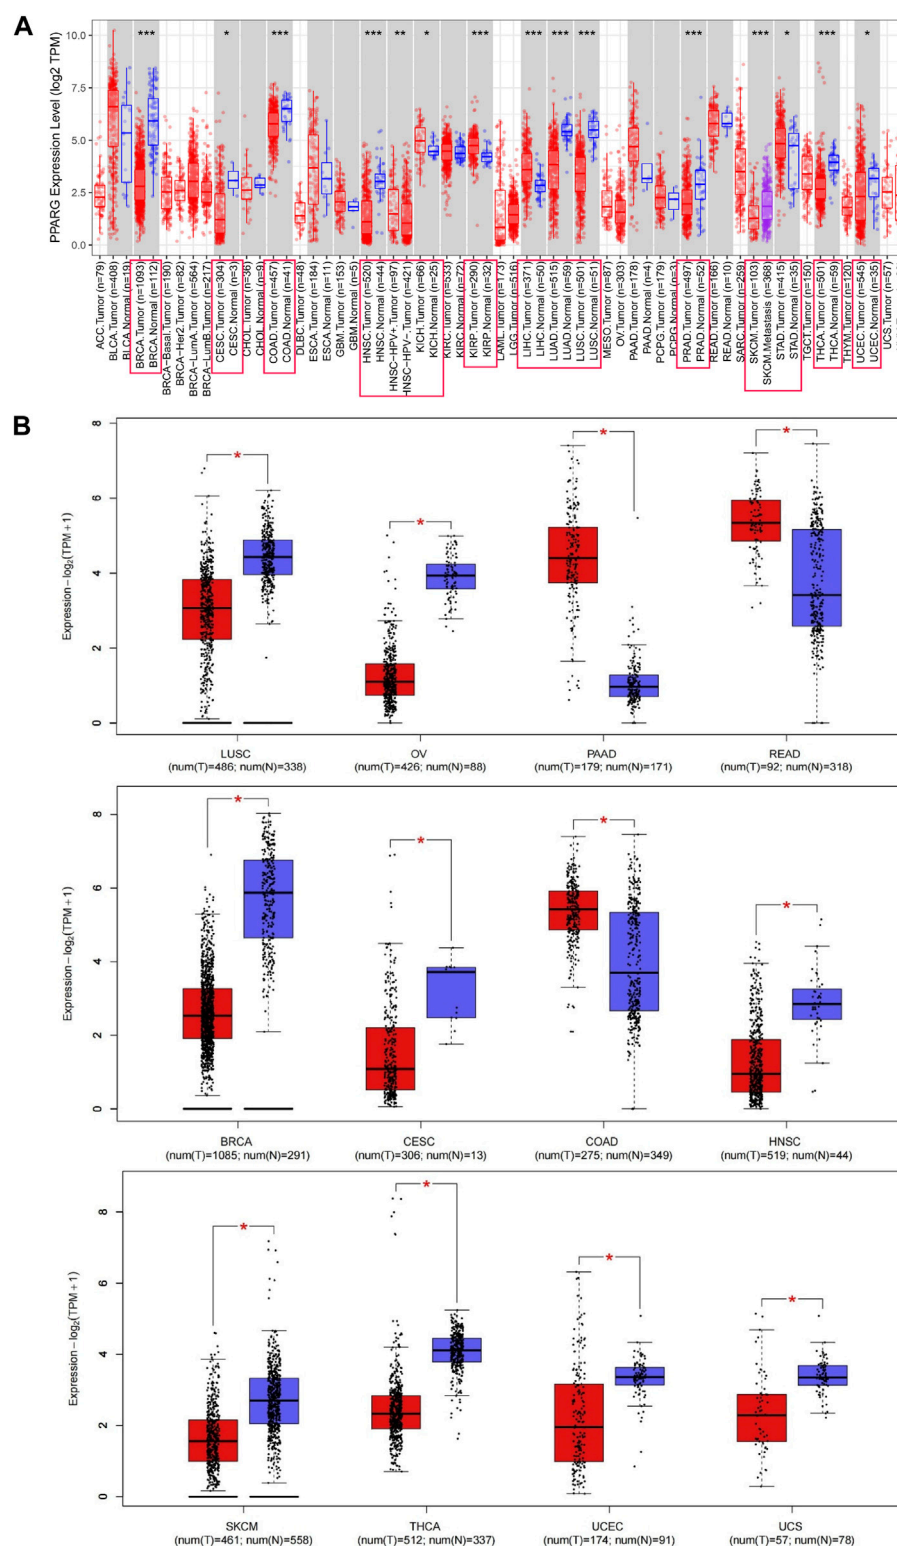 A
PPARG Expression Level (log2 TPM)
10.0
7.5
5.0
2.5
0.0
*** * *** *** ** * *** *** *** *** *** *** * *** *
ACC.Tumor (n=79)
BLCA.Tumor (n=408)
BLCA.Normal (n=19)
BRCA.Tumor (n=1093)
BRCA.Normal (n=112)
BRCA-Basal.Tumor (n=190)
BRCA-Her2.Tumor (n=82)
BRCA-LumA.Tumor (n=564)
BRCA-LumB.Tumor (n=217)
CESC.Tumor (n=304)
CESC.Normal (n=3)
CHOL.Tumor (n=36)
CHOL.Normal (n=9)
COAD.Tumor (n=457)
COAD.Normal (n=41)
DLBC.Tumor (n=48)
ESCA.Tumor (n=184)
ESCA.Normal (n=11)
GBM.Tumor (n=153)
GBM.Normal (n=5)
HNSC.Tumor (n=520)
HNSC.Normal (n=44)
HNSC-HPV+.Tumor (n=97)
HNSC-HPV-.Tumor (n=421)
KICH.Tumor (n=66)
KICH.Normal (n=25)
KIRC.Tumor (n=533)
KIRC.Normal (n=72)
KIRP.Tumor (n=290)
KIRP.Normal (n=32)
LAML.Tumor (n=173)
LGG.Tumor (n=516)
LIHC.Tumor (n=371)
LIHC.Normal (n=50)
LUAD.Tumor (n=515)
LUAD.Normal (n=59)
LUSC.Tumor (n=501)
LUSC.Normal (n=51)
MESO.Tumor (n=87)
OV.Tumor (n=303)
PAAD.Tumor (n=178)
PAAD.Normal (n=4)
PCPG.Tumor (n=179)
PCPG.Normal (n=3)
PRAD.Tumor (n=497)
PRAD.Normal (n=52)
READ.Tumor (n=166)
READ.Normal (n=10)
SARC.Tumor (n=259)
SKCM.Tumor (n=103)
SKCM.Metastasis (n=368)
STAD.Tumor (n=415)
STAD.Normal (n=35)
TGCT.Tumor (n=150)
THCA.Tumor (n=501)
THCA.Normal (n=59)
THYM.Tumor (n=120)
UCEC.Tumor (n=545)
UCEC.Normal (n=35)
UCS.Tumor (n=57)
B
Expression − log₂(TPM + 1)
8
6
4
2
0
* * * *
LUSC OV PAAD READ
(num(T)=486; num(N)=338) (num(T)=426; num(N)=88) (num(T)=179; num(N)=171) (num(T)=92; num(N)=318)
Expression − log₂(TPM + 1)
8
6
4
2
0
* * * *
BRCA CESC COAD HNSC
(num(T)=1085; num(N)=291) (num(T)=306; num(N)=13) (num(T)=275; num(N)=349) (num(T)=519; num(N)=44)
Expression − log₂(TPM + 1)
8
6
4
2
0
* * * *
SKCM THCA UCEC UCS
(num(T)=461; num(N)=558) (num(T)=512; num(N)=337) (num(T)=174; num(N)=91) (num(T)=57; num(N)=78)